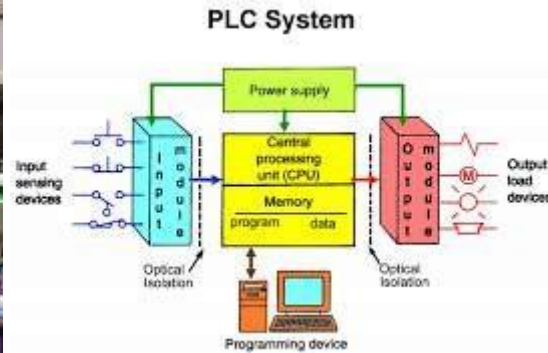 PLC System
Power supply
Input
sensing
devices
Input
module
Central
processing
unit (CPU)
Memory
program data
Output
module
M
Output
load
devices
Optical
Isolation
Optical
Isolation
Programming device